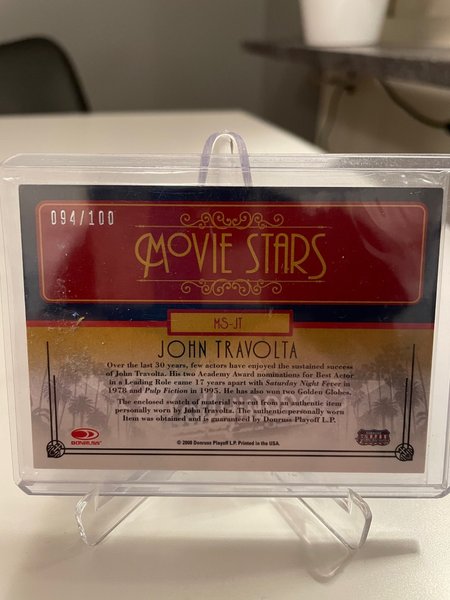 094/100
MOVIE STARS
MS-JT
JOHN TRAVOLTA
Over the last 30 years, few actors have enjoyed the sustained success
of John Travolta. His two Academy Award nominations for Best Actor
in a Leading Role came 17 years apart with Saturday Night Fever in
1978 and Pulp Fiction in 1995. He has also won two Golden Globes.
The enclosed swatch of material was cut from an authentic item
personally worn by John Travolta. The authentic personally worn
Item was obtained and is guaranteed by Donruss Playoff L.P.
DONRUSS
© 2008 Donruss Playoff L.P. Printed in the USA.